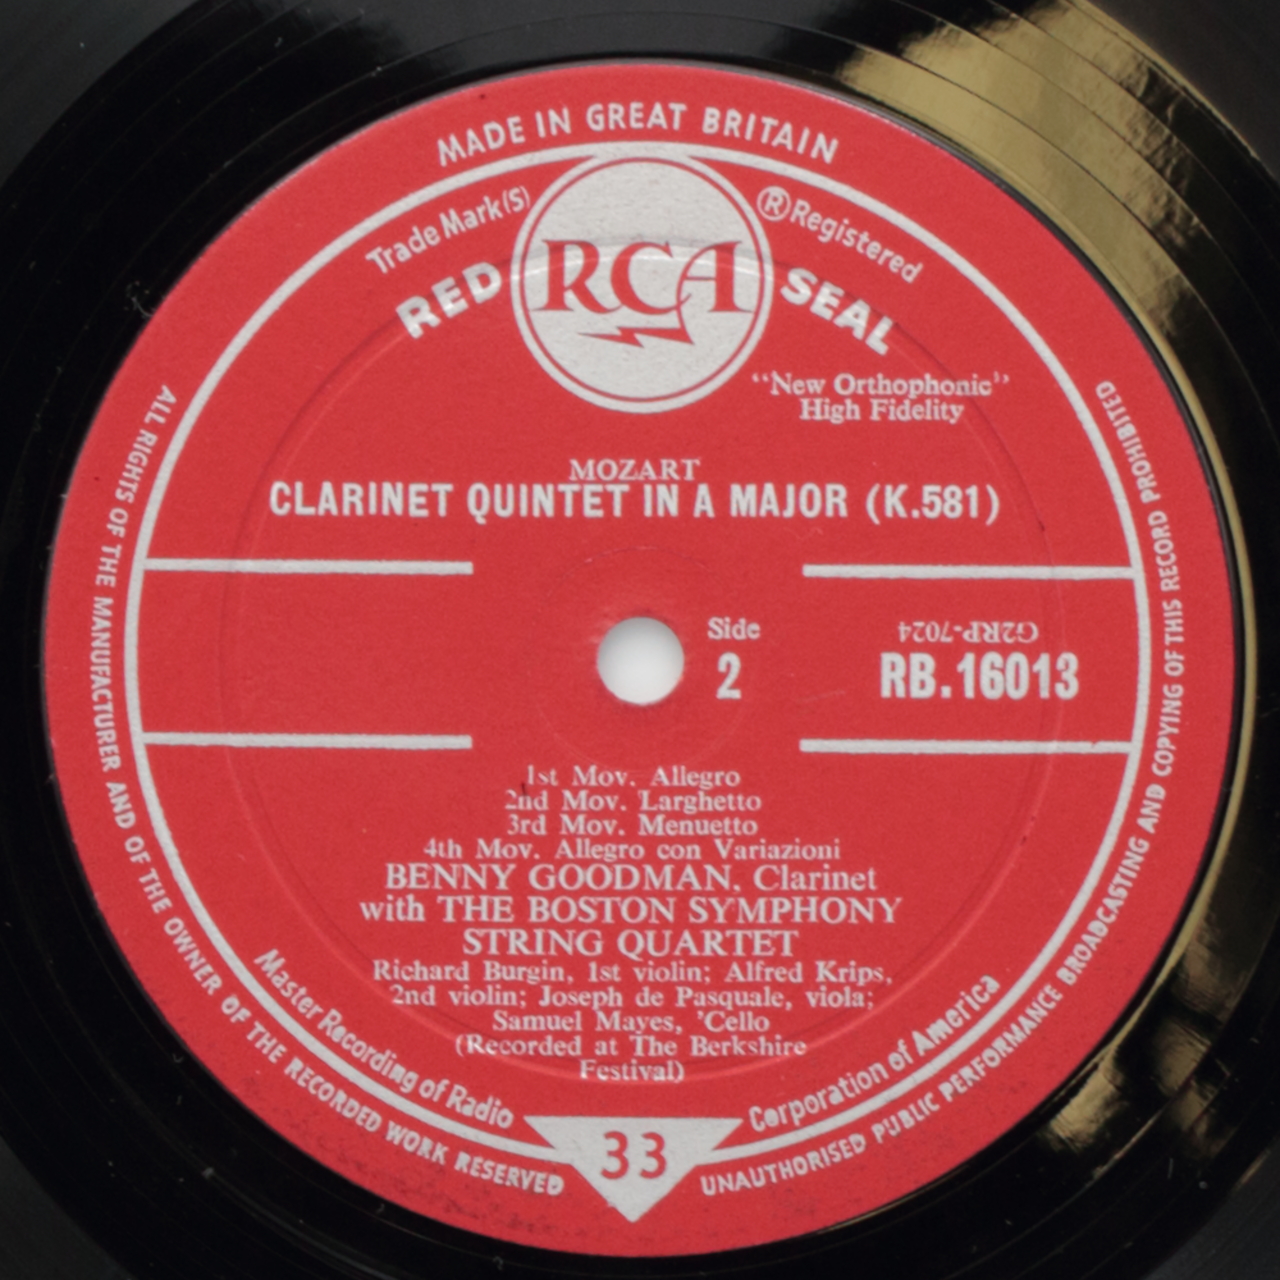 MADE IN GREAT BRITAIN
Trade Mark(S) ® Registered
RED RCA SEAL
"New Orthophonic"
High Fidelity
MOZART
CLARINET QUINTET IN A MAJOR (K.581)
Side
2
G2RP-7024
RB.16013
1st Mov. Allegro
2nd Mov. Larghetto
3rd Mov. Menuetto
4th Mov. Allegro con Variazioni
BENNY GOODMAN, Clarinet
with THE BOSTON SYMPHONY
STRING QUARTET
Richard Burgin, 1st violin; Alfred Krips,
2nd violin; Joseph de Pasquale, viola;
Samuel Mayes, 'Cello
(Recorded at The Berkshire
Festival)
Master Recording of Radio Corporation of America
33
ALL RIGHTS OF THE MANUFACTURER AND OF THE OWNER OF THE RECORDED WORK RESERVED
UNAUTHORISED PUBLIC PERFORMANCE BROADCASTING AND COPYING OF THIS RECORD PROHIBITED